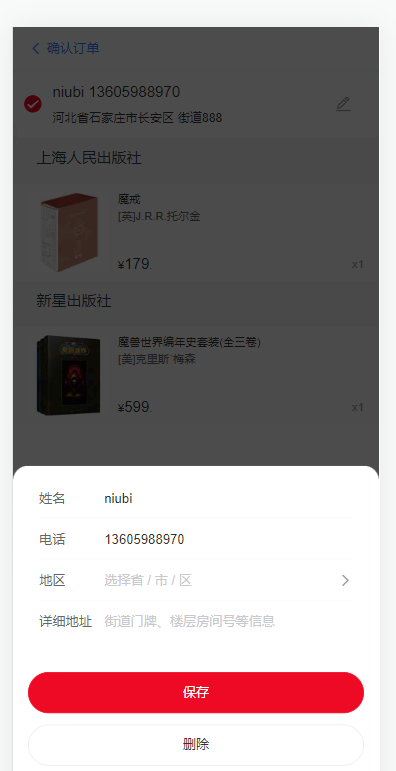 确认订单
niubi 13605988970
河北省石家庄市长安区 街道888
上海人民出版社
魔戒
[英]J.R.R.托尔金
¥179. x1
新星出版社
魔兽世界编年史套装(全三卷)
[美]克里斯·梅森
¥599. x1
姓名 niubi
电话 13605988970
地区 选择省 / 市 / 区
详细地址 街道门牌、楼层房间号等信息
保存
删除